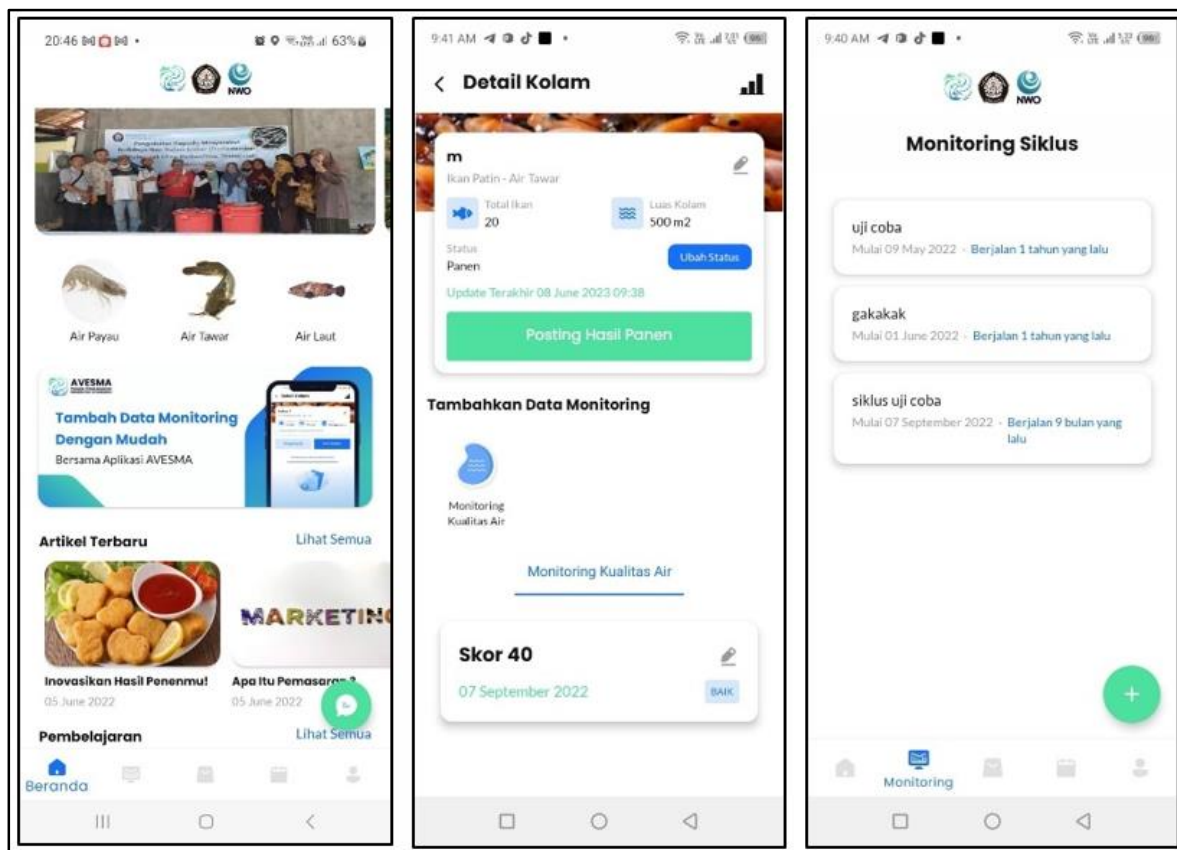 20:46
63%
NWO
Pengabdian Kepada Masyarakat
Air Payau
Air Tawar
Air Laut
AVESMA
Tambah Data Monitoring
Dengan Mudah
Bersama Aplikasi AVESMA
Artikel Terbaru
Lihat Semua
MARKETING
Inovasikan Hasil Penenmu!
Apa Itu Pemasaran ?
05 June 2022
05 June 2022
Pembelajaran
Lihat Semua
Beranda
9:41 AM
Detail Kolam
m
Ikan Patin - Air Tawar
Total Ikan
20
Luas Kolam
500 m2
Status
Panen
Ubah Status
Update Terakhir 08 June 2023 09:38
Posting Hasil Panen
Tambahkan Data Monitoring
Monitoring
Kualitas Air
Monitoring Kualitas Air
Skor 40
07 September 2022
BAIK
9:40 AM
NWO
Monitoring Siklus
uji coba
Mulai 09 May 2022 · Berjalan 1 tahun yang lalu
gakakak
Mulai 01 June 2022 · Berjalan 1 tahun yang lalu
siklus uji coba
Mulai 07 September 2022 · Berjalan 9 bulan yang
lalu
+
Monitoring